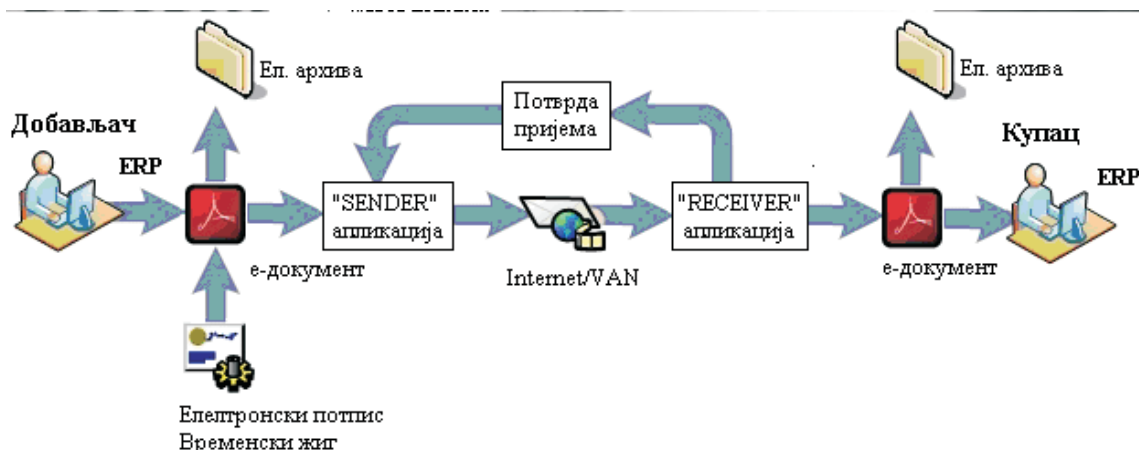 Ел. архива
Ел. архива
Потврда
пријема
Добављач
Купац
ERP
ERP
"SENDER"
апликација
"RECEIVER"
апликација
е-документ
Internet/VAN
е-документ
Елелтронски потпис
Временски жиг